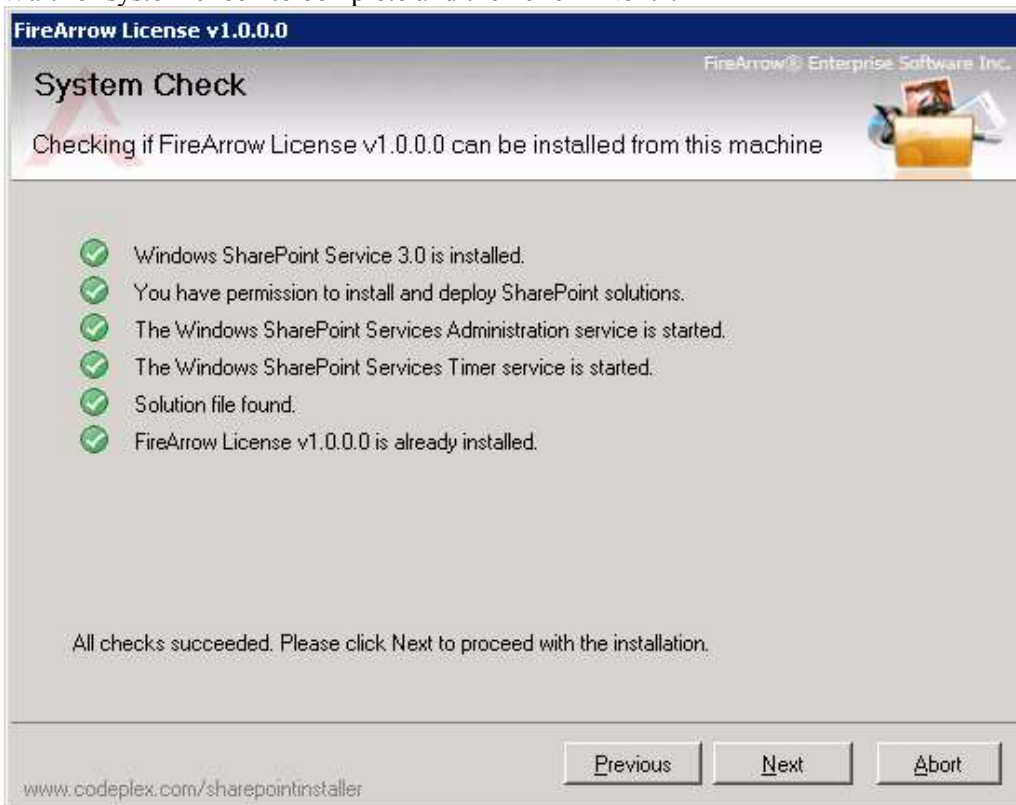 FireArrow License v1.0.0.0
FireArrow® Enterprise Software Inc.
System Check
Checking if FireArrow License v1.0.0.0 can be installed from this machine
Windows SharePoint Service 3.0 is installed.
You have permission to install and deploy SharePoint solutions.
The Windows SharePoint Services Administration service is started.
The Windows SharePoint Services Timer service is started.
Solution file found.
FireArrow License v1.0.0.0 is already installed.
All checks succeeded. Please click Next to proceed with the installation.
Previous Next Abort
www.codeplex.com/sharepointinstaller